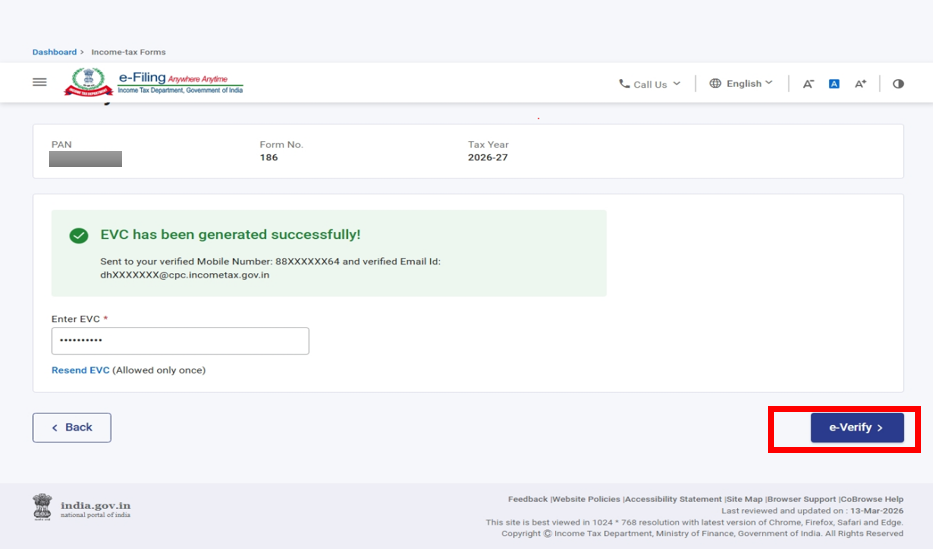 Dashboard > Income-tax Forms
e-Filing Anywhere Anytime
Income Tax Department, Government of India
Call Us
English
A-
A
A+
PAN
Form No.
Tax Year
186
2026-27
EVC has been generated successfully!
Sent to your verified Mobile Number: 88XXXXXX64 and verified Email Id:
dhXXXXXXX@cpc.incometax.gov.in
Enter EVC *
••••••••••
Resend EVC (Allowed only once)
< Back
e-Verify >
india.gov.in
national portal of india
Feedback |Website Policies |Accessibility Statement |Site Map |Browser Support |CoBrowse Help
Last reviewed and updated on : 13-Mar-2026
This site is best viewed in 1024 * 768 resolution with latest version of Chrome, Firefox, Safari and Edge.
Copyright © Income Tax Department, Ministry of Finance, Government of India. All Rights Reserved